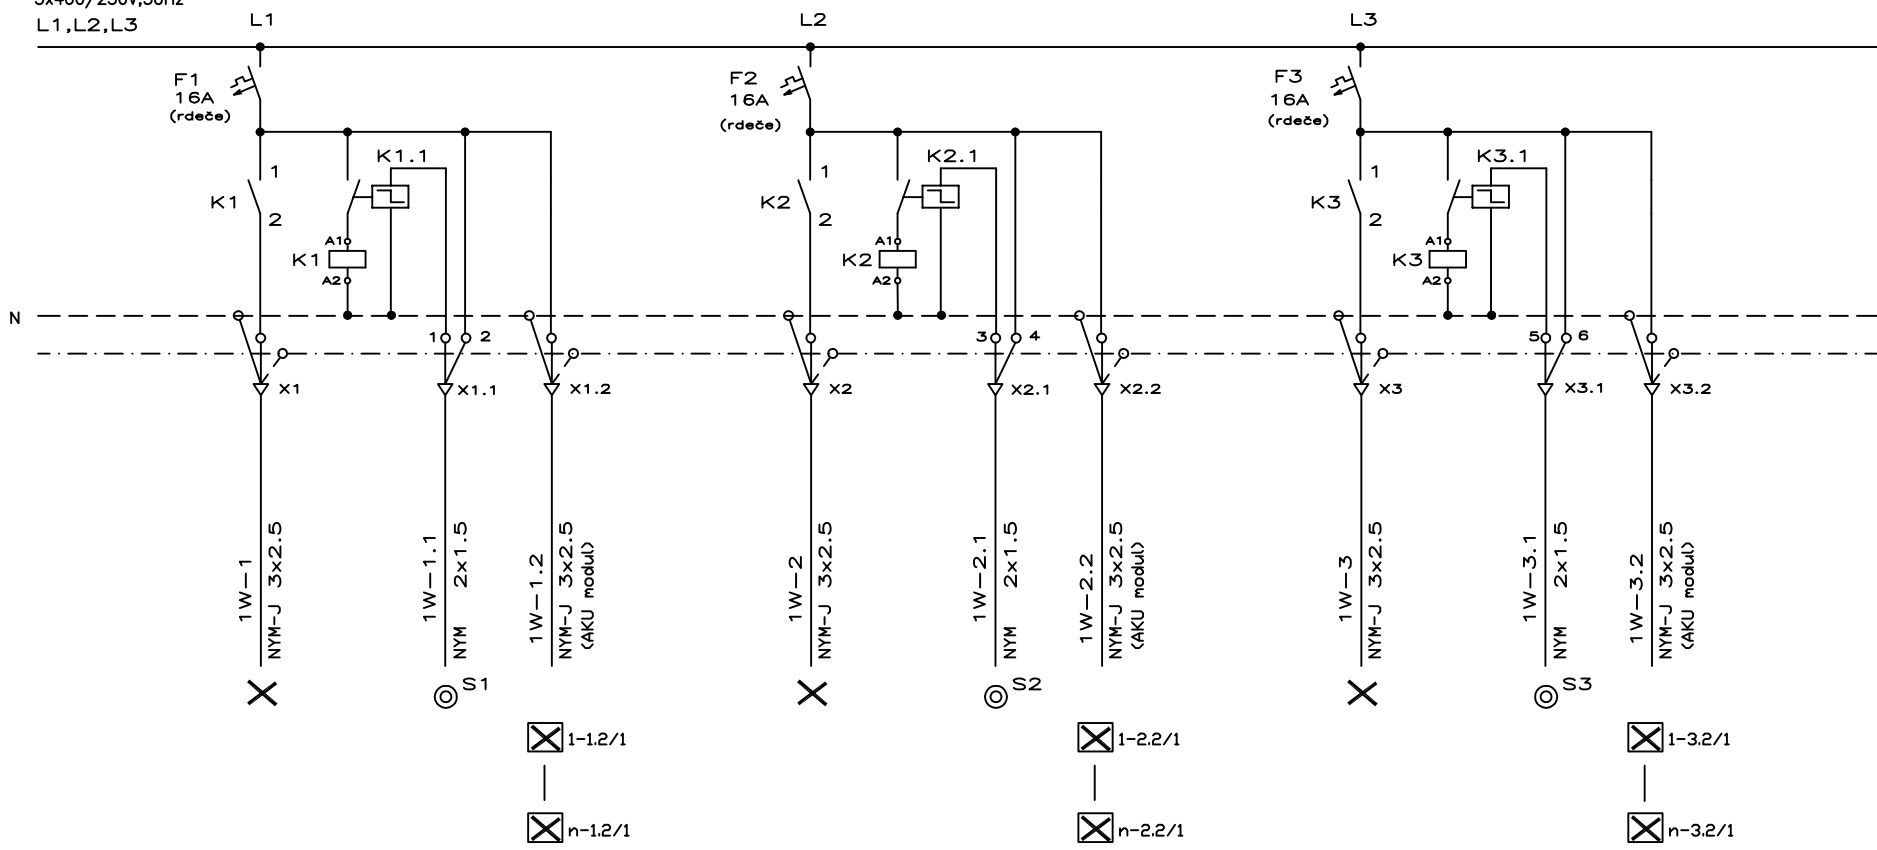 3x400/230V,50Hz
L1,L2,L3
L1
L2
L3
F1
16A
(rdeče)
F2
16A
(rdeče)
F3
16A
(rdeče)
K1.1
K2.1
K3.1
1
K1
2
1
K2
2
1
K3
2
A1
K1
A2
A1
K2
A2
A1
K3
A2
N
1
2
3
4
5
6
X1
X1.1
X1.2
X2
X2.1
X2.2
X3
X3.1
X3.2
1W-1
NYM-J 3x2.5
1W-1.1
NYM 2x1.5
1W-1.2
NYM-J 3x2.5
(AKU modul)
1W-2
NYM-J 3x2.5
1W-2.1
NYM 2x1.5
1W-2.2
NYM-J 3x2.5
(AKU modul)
1W-3
NYM-J 3x2.5
1W-3.1
NYM 2x1.5
1W-3.2
NYM-J 3x2.5
(AKU modul)
S1
S2
S3
1-1.2/1
1-2.2/1
1-3.2/1
n-1.2/1
n-2.2/1
n-3.2/1